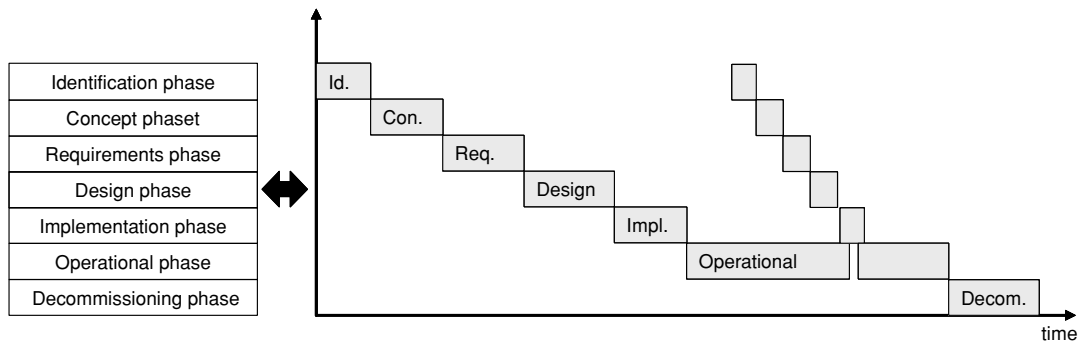 Identification phase
Concept phaset
Requirements phase
Design phase
Implementation phase
Operational phase
Decommissioning phase
Id.
Con.
Req.
Design
Impl.
Operational
Decom.
time